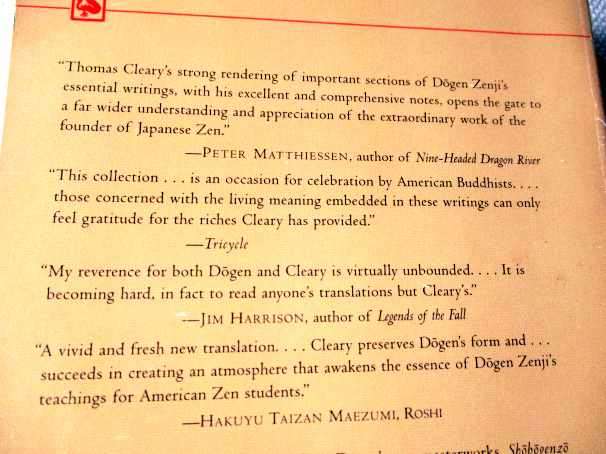 “Thomas Cleary’s strong rendering of important sections of Dōgen Zenji’s
essential writings, with his excellent and comprehensive notes, opens the gate to
a far wider understanding and appreciation of the extraordinary work of the
founder of Japanese Zen.”
—PETER MATTHIESSEN, author of Nine-Headed Dragon River
“This collection . . . is an occasion for celebration by American Buddhists. . . .
those concerned with the living meaning embedded in these writings can only
feel gratitude for the riches Cleary has provided.”
—Tricycle
“My reverence for both Dōgen and Cleary is virtually unbounded. . . . It is
becoming hard, in fact to read anyone’s translations but Cleary’s.”
—JIM HARRISON, author of Legends of the Fall
“A vivid and fresh new translation. . . . Cleary preserves Dōgen’s form and . . .
succeeds in creating an atmosphere that awakens the essence of Dōgen Zenji’s
teachings for American Zen students.”
—HAKUYU TAIZAN MAEZUMI, ROSHI
Shōbōgenzō